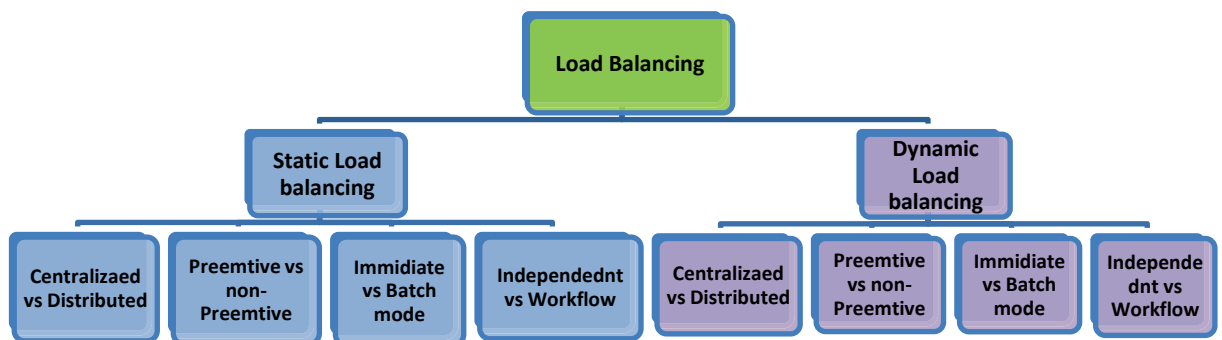 Load Balancing
Static Load
balancing
Dynamic
Load
balancing
Centralizaed
vs Distributed
Preemtive vs
non-
Preemtive
Immidiate
vs Batch
mode
Independednt
vs Workflow
Centralizaed
vs Distributed
Preemtive
vs non-
Preemtive
Immidiate
vs Batch
mode
Independe
dnt vs
Workflow